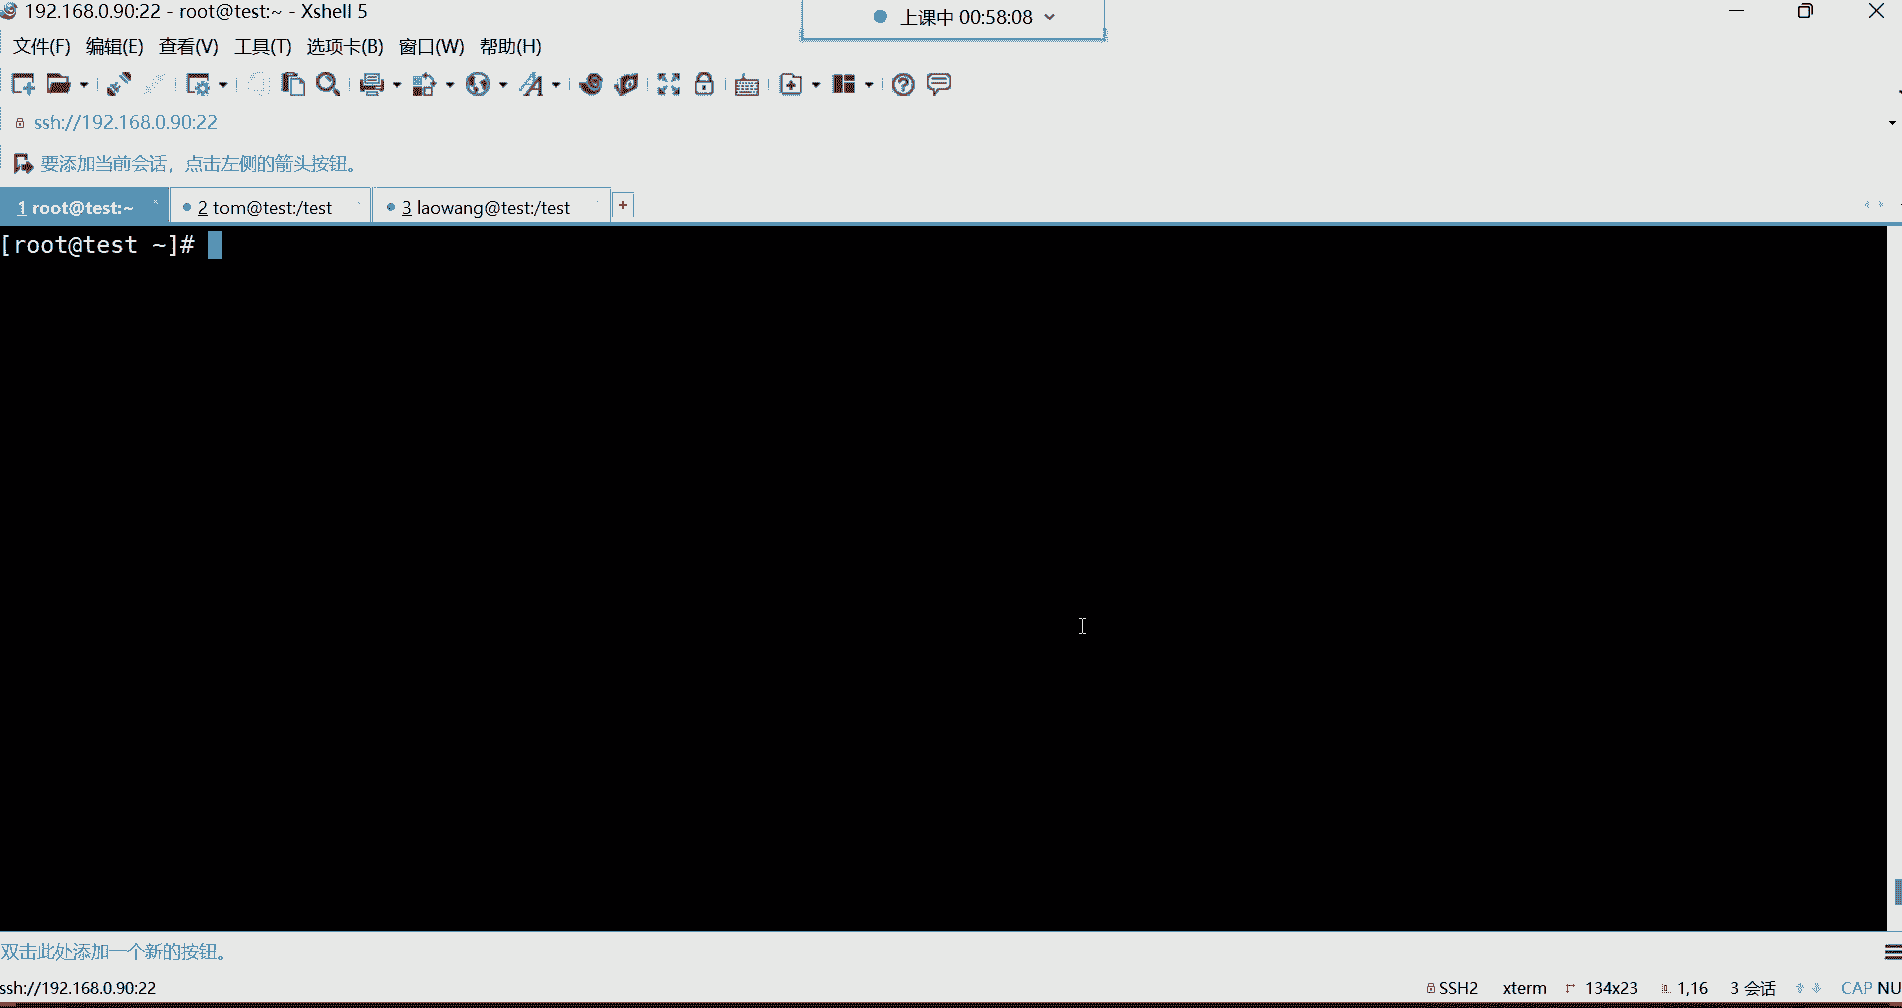 192.168.0.90:22 - root@test:~ - Xshell 5
上课中 00:58:08
文件(F) 编辑(E) 查看(V) 工具(T) 选项卡(B) 窗口(W) 帮助(H)
ssh://192.168.0.90:22
要添加当前会话，点击左侧的箭头按钮。
1 root@test:~ 2 tom@test:/test 3 laowang@test:/test
[root@test ~]#
双击此处添加一个新的按钮。
ssh://192.168.0.90:22 SSH2 xterm 134x23 1,16 3 会话 CAP NU